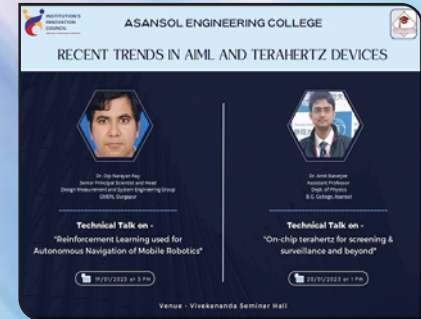 INSTITUTION'S
INNOVATION
COUNCIL
ASANSOL ENGINEERING COLLEGE
RECENT TRENDS IN AIML AND TERAHERTZ DEVICES
Dr. Dip Narayan Ray
Senior Principal Scientist and Head
Design Measurement and System Engineering Group
CMERI, Durgapur
Technical Talk on -
"Reinforcement Learning used for
Autonomous Navigation of Mobile Robotics"
19/01/2023 at 3 PM
Dr. Amit Banerjee
Assistant Professor
Dept. of Physics
B.C. College, Asansol
Technical Talk on -
"On-chip terahertz for screening &
surveillance and beyond"
20/01/2023 at 1 PM
Venue - Vivekananda Seminar Hall